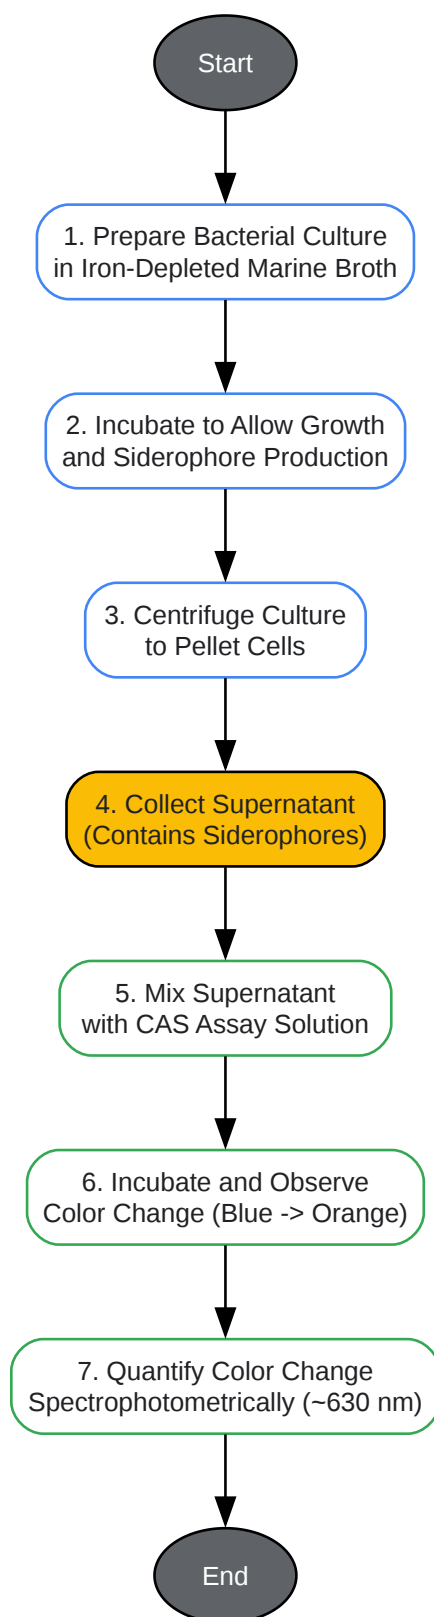 Start
1. Prepare Bacterial Culture
in Iron-Depleted Marine Broth
2. Incubate to Allow Growth
and Siderophore Production
3. Centrifuge Culture
to Pellet Cells
4. Collect Supernatant
(Contains Siderophores)
5. Mix Supernatant
with CAS Assay Solution
6. Incubate and Observe
Color Change (Blue -> Orange)
7. Quantify Color Change
Spectrophotometrically (~630 nm)
End